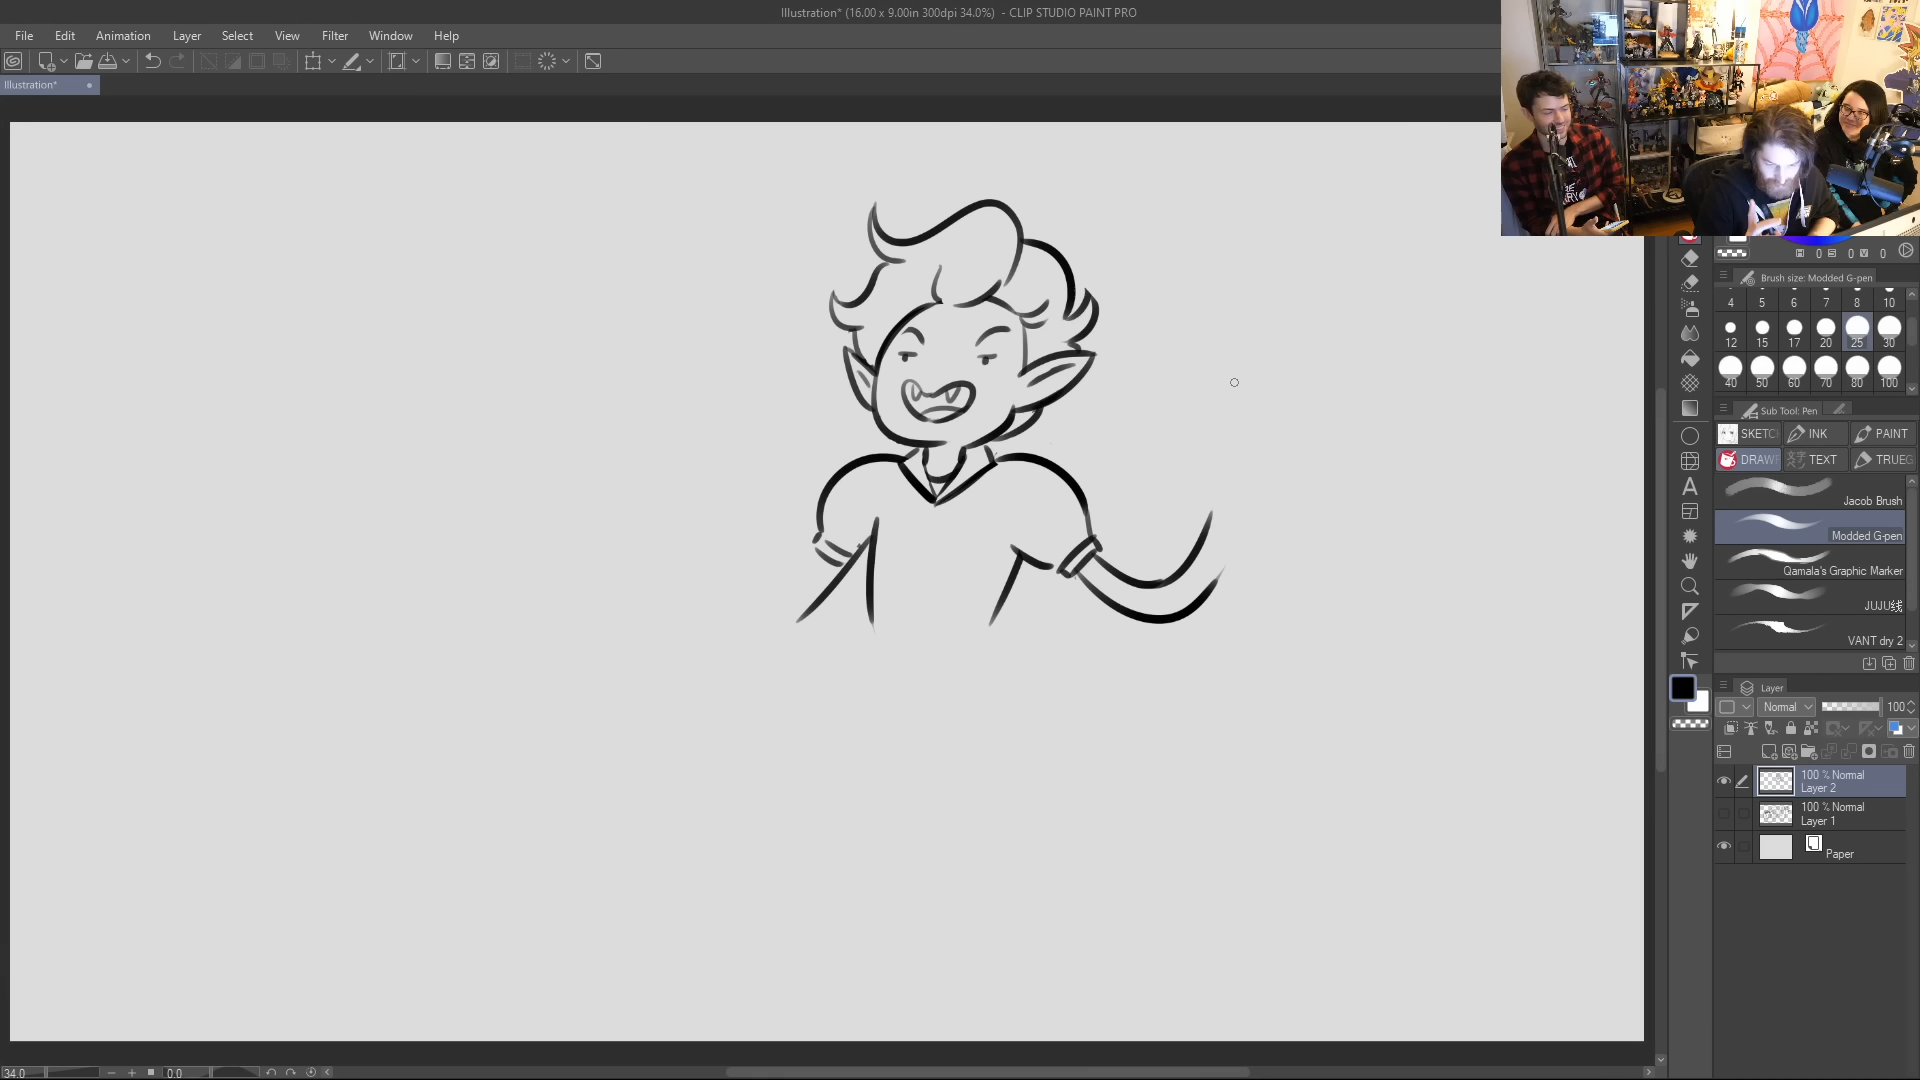 Illustration* (16.00 x 9.00in 300dpi 34.0%) - CLIP STUDIO PAINT PRO
File Edit Animation Layer Select View Filter Window Help
Illustration*
0 0 0
Brush size: Modded G-pen
4 5 6 7 8 10
12 15 17 20 25 30
40 50 60 70 80 100
Sub Tool: Pen
SKETC INK PAINT
DRAW TEXT TRUEG
Jacob Brush
Modded G-pen
Qamala's Graphic Marker
JUJU线
VANT dry 2
Layer
Normal 100
100 % Normal
Layer 2
100 % Normal
Layer 1
Paper
34.0 0.0